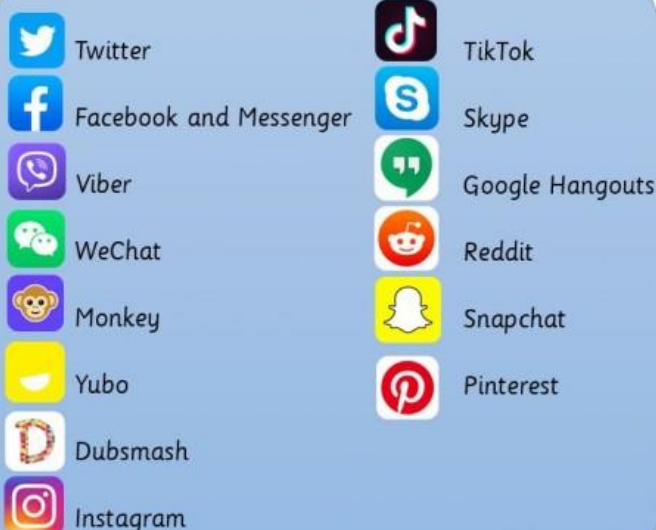 Twitter
Facebook and Messenger
Viber
WeChat
Monkey
Yubo
Dubsmash
Instagram
TikTok
Skype
Google Hangouts
Reddit
Snapchat
Pinterest